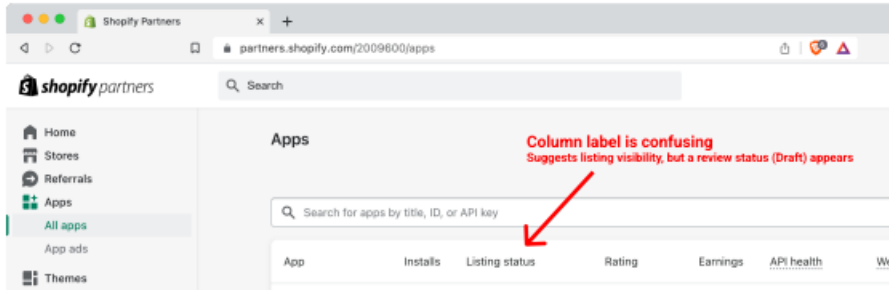 Shopify Partners
partners.shopify.com/2009600/apps
shopify partners
Search
Home
Stores
Referrals
Apps
All apps
App ads
Themes
Apps
Column label is confusing
Suggests listing visibility, but a review status (Draft) appears
Search for apps by title, ID, or API key
App Installs Listing status Rating Earnings API health